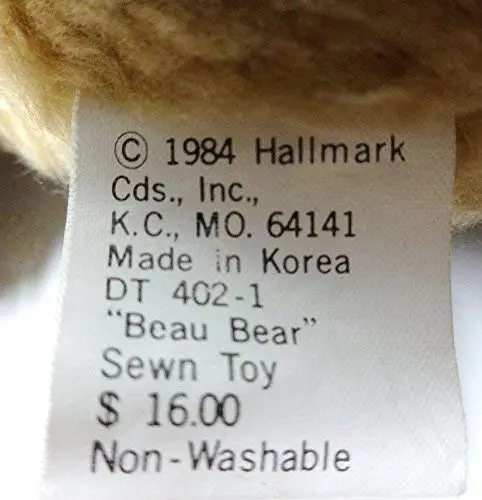 © 1984 Hallmark
Cds., Inc.,
K.C., MO. 64141
Made in Korea
DT 402-1
"Beau Bear"
Sewn Toy
$ 16.00
Non-Washable